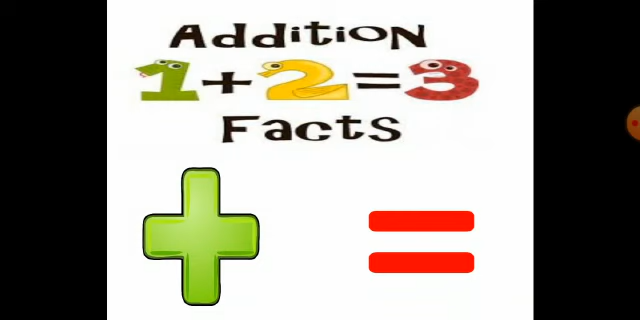 Addition
1+2=3
Facts
+ =